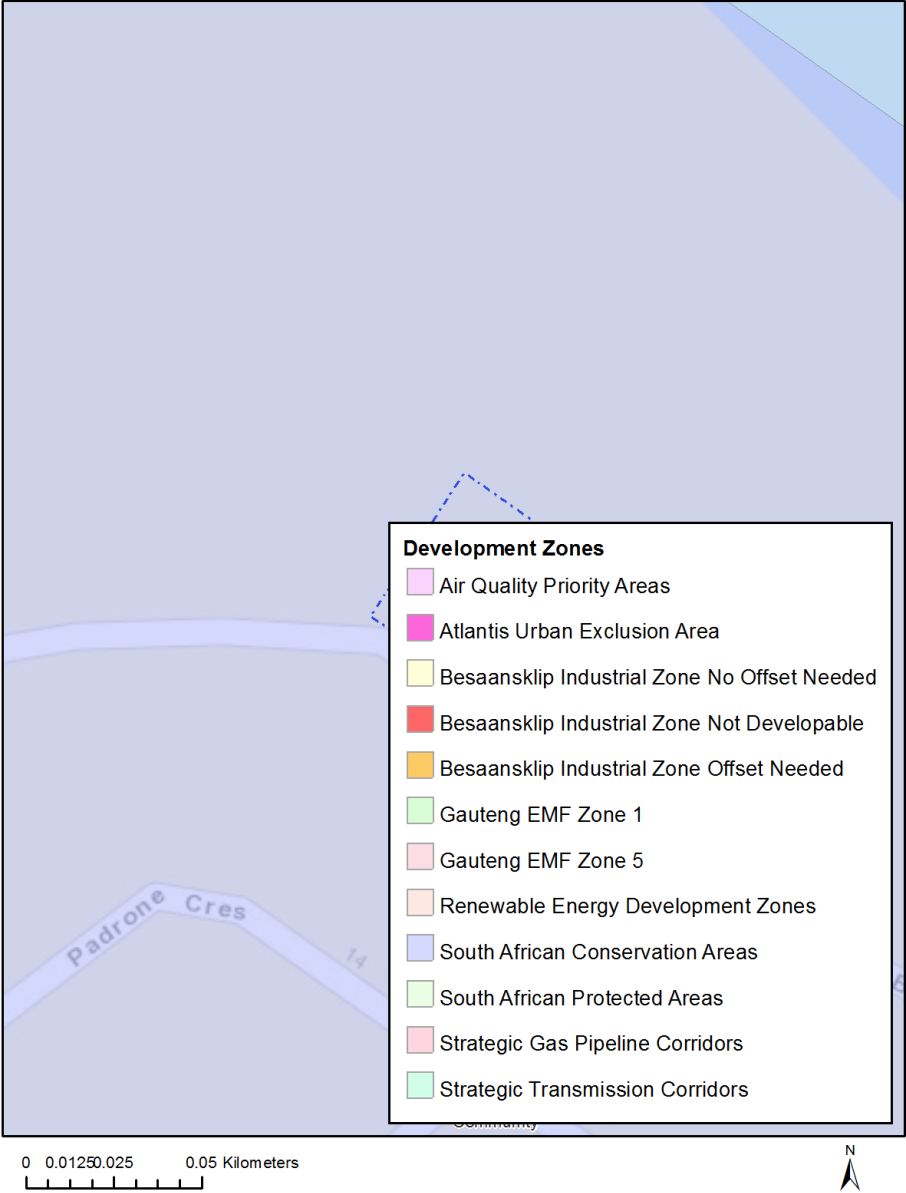 Development Zones
Air Quality Priority Areas
Atlantis Urban Exclusion Area
Besaansklip Industrial Zone No Offset Needed
Besaansklip Industrial Zone Not Developable
Besaansklip Industrial Zone Offset Needed
Gauteng EMF Zone 1
Gauteng EMF Zone 5
Renewable Energy Development Zones
South African Conservation Areas
South African Protected Areas
Strategic Gas Pipeline Corridors
Strategic Transmission Corridors
Padrone Cres
14
Community
0 0.0125 0.025 0.05 Kilometers
N